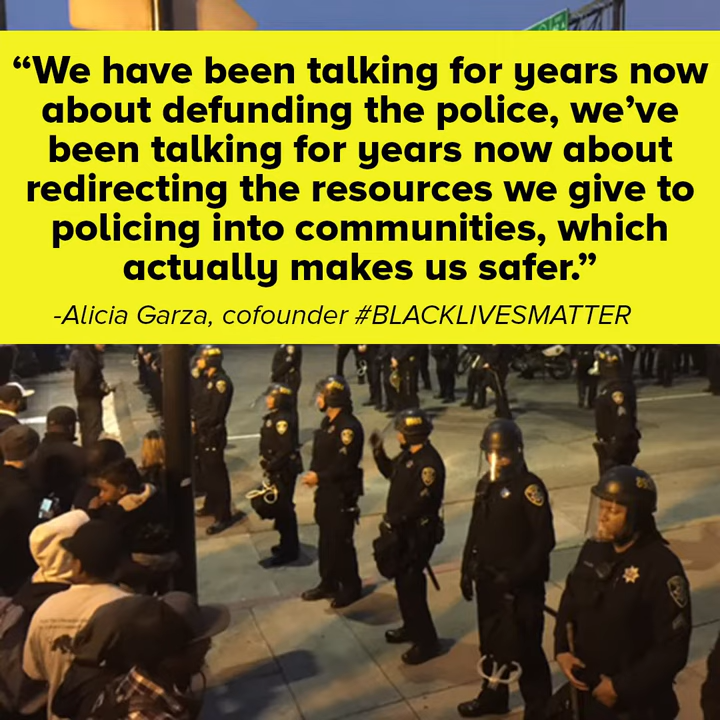 “We have been talking for years now
about defunding the police, we’ve
been talking for years now about
redirecting the resources we give to
policing into communities, which
actually makes us safer.”
-Alicia Garza, cofounder #BLACKLIVESMATTER